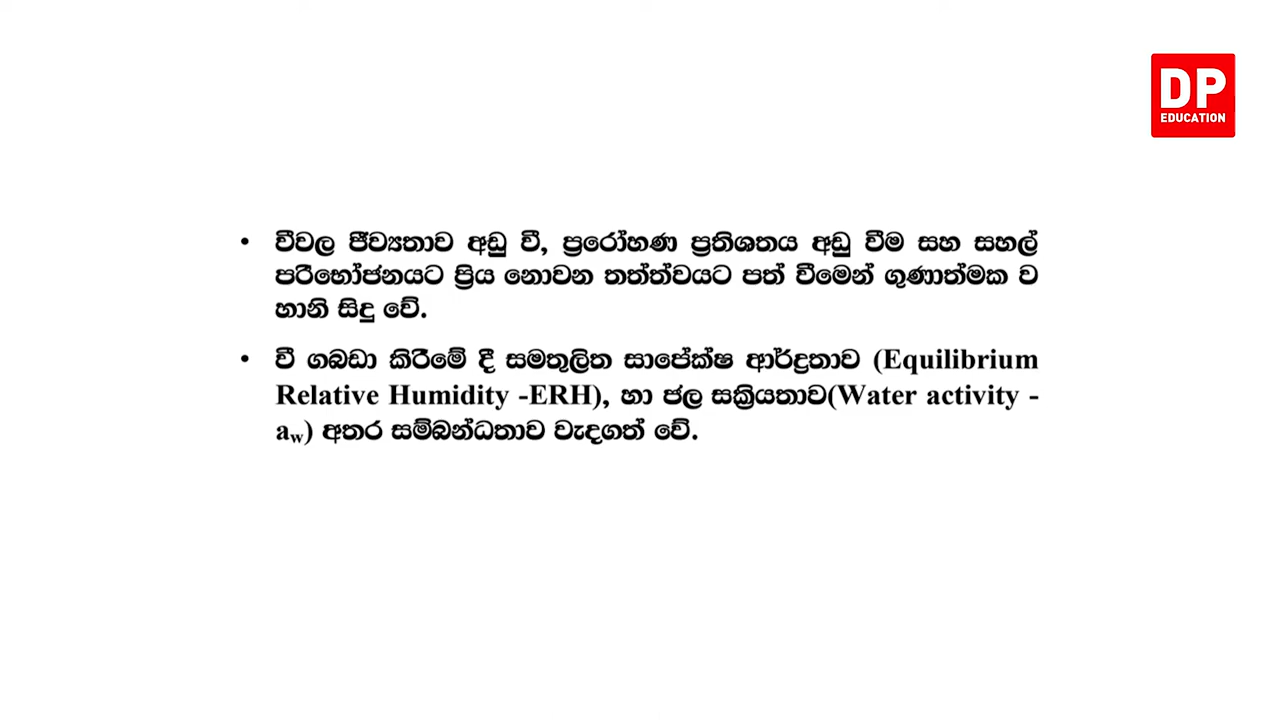 DP
EDUCATION
• වීවල ජීව්‍යතාව අඩු වී, ප්‍රරෝහණ ප්‍රතිශතය අඩු වීම සහ සහල්
පරිභෝජනයට ප්‍රිය නොවන තත්ත්වයට පත් වීමෙන් ගුණාත්මක ව
හානි සිදු වේ.
• වී ගබඩා කිරීමේ දී සමතුලිත සාපේක්ෂ ආර්ද්‍රතාව (Equilibrium
Relative Humidity -ERH), හා ජල සක්‍රියතාව(Water activity -
aw) අතර සම්බන්ධතාව වැදගත් වේ.